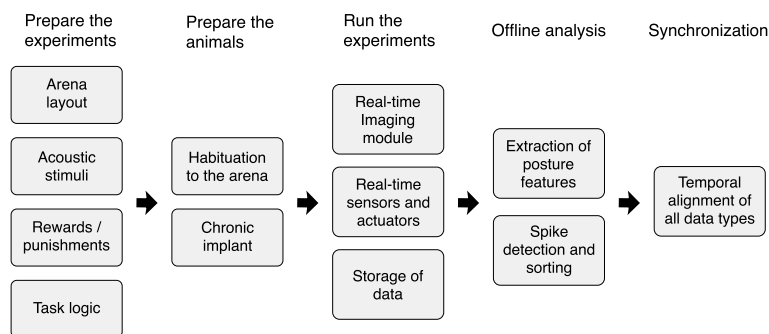 Prepare the
experiments
Arena
layout
Acoustic
stimuli
Rewards /
punishments
Task logic
Prepare the
animals
Habituation
to the arena
Chronic
implant
Run the
experiments
Real-time
Imaging
module
Real-time
sensors and
actuators
Storage of
data
Offline analysis
Extraction of
posture
features
Spike
detection and
sorting
Synchronization
Temporal
alignment of
all data types